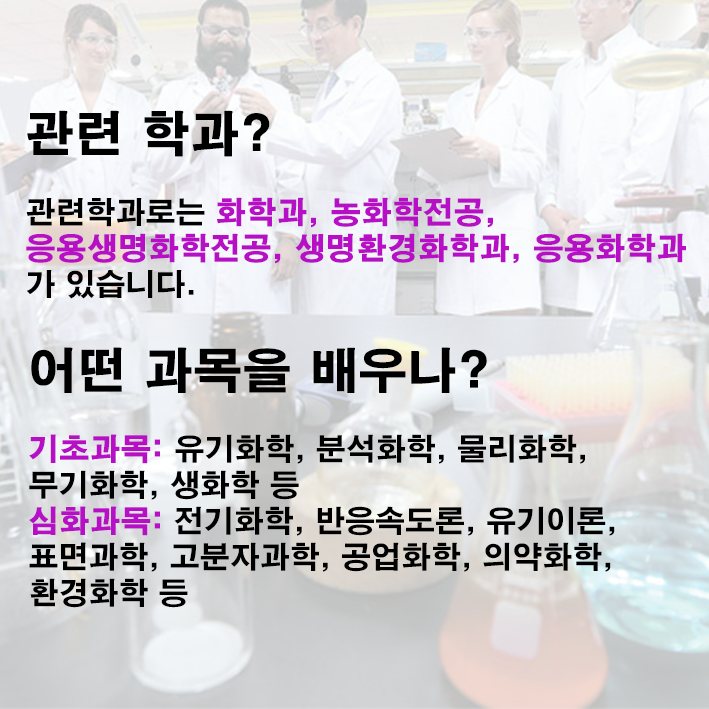 관련 학과?
관련학과로는 화학과, 농화학전공,
응용생명화학전공, 생명환경화학과, 응용화학과
가 있습니다.
어떤 과목을 배우나?
기초과목: 유기화학, 분석화학, 물리화학,
무기화학, 생화학 등
심화과목: 전기화학, 반응속도론, 유기이론,
표면과학, 고분자과학, 공업화학, 의약화학,
환경화학 등